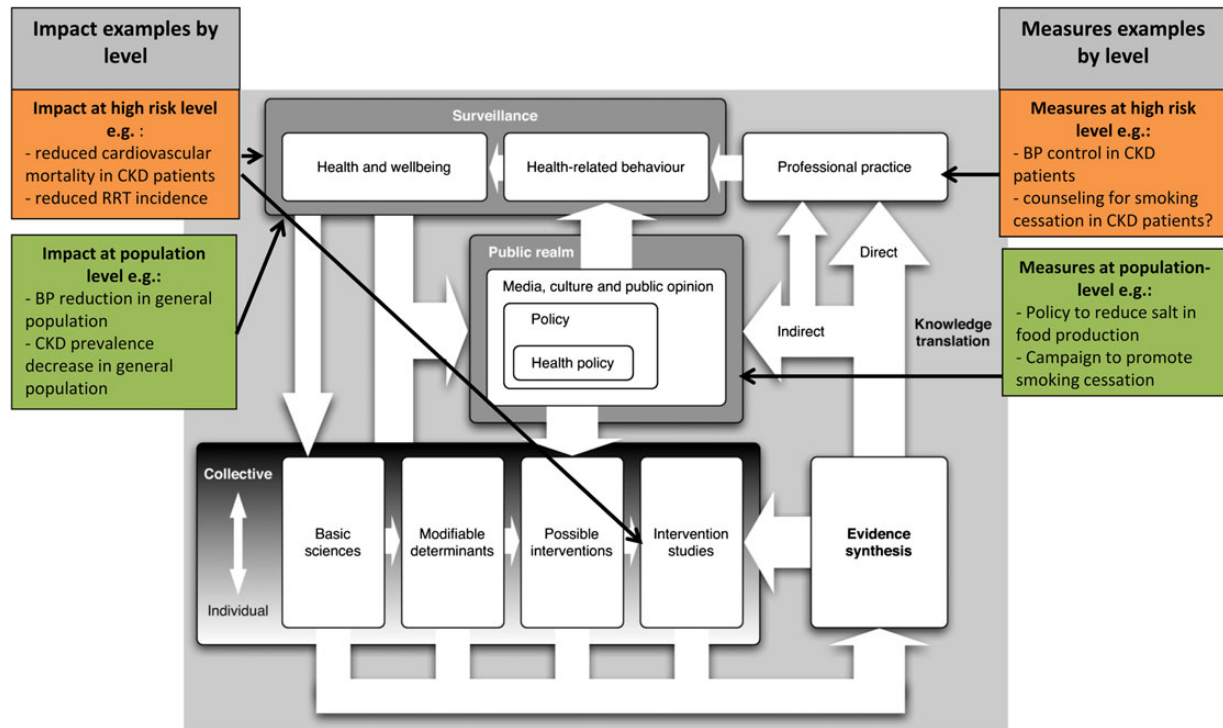 Impact examples by
level
Impact at high risk level
e.g. :
- reduced cardiovascular
mortality in CKD patients
- reduced RRT incidence
Impact at population
level e.g.:
- BP reduction in general
population
- CKD prevalence
decrease in general
population
Surveillance
Health and wellbeing
Health-related behaviour
Professional practice
Public realm
Media, culture and public opinion
Policy
Health policy
Direct
Indirect
Knowledge
translation
Measures examples
by level
Measures at high risk
level e.g.:
- BP control in CKD
patients
- counseling for smoking
cessation in CKD patients?
Measures at population-
level e.g.:
- Policy to reduce salt in
food production
- Campaign to promote
smoking cessation
Collective
Individual
Basic
sciences
Modifiable
determinants
Possible
interventions
Intervention
studies
Evidence
synthesis